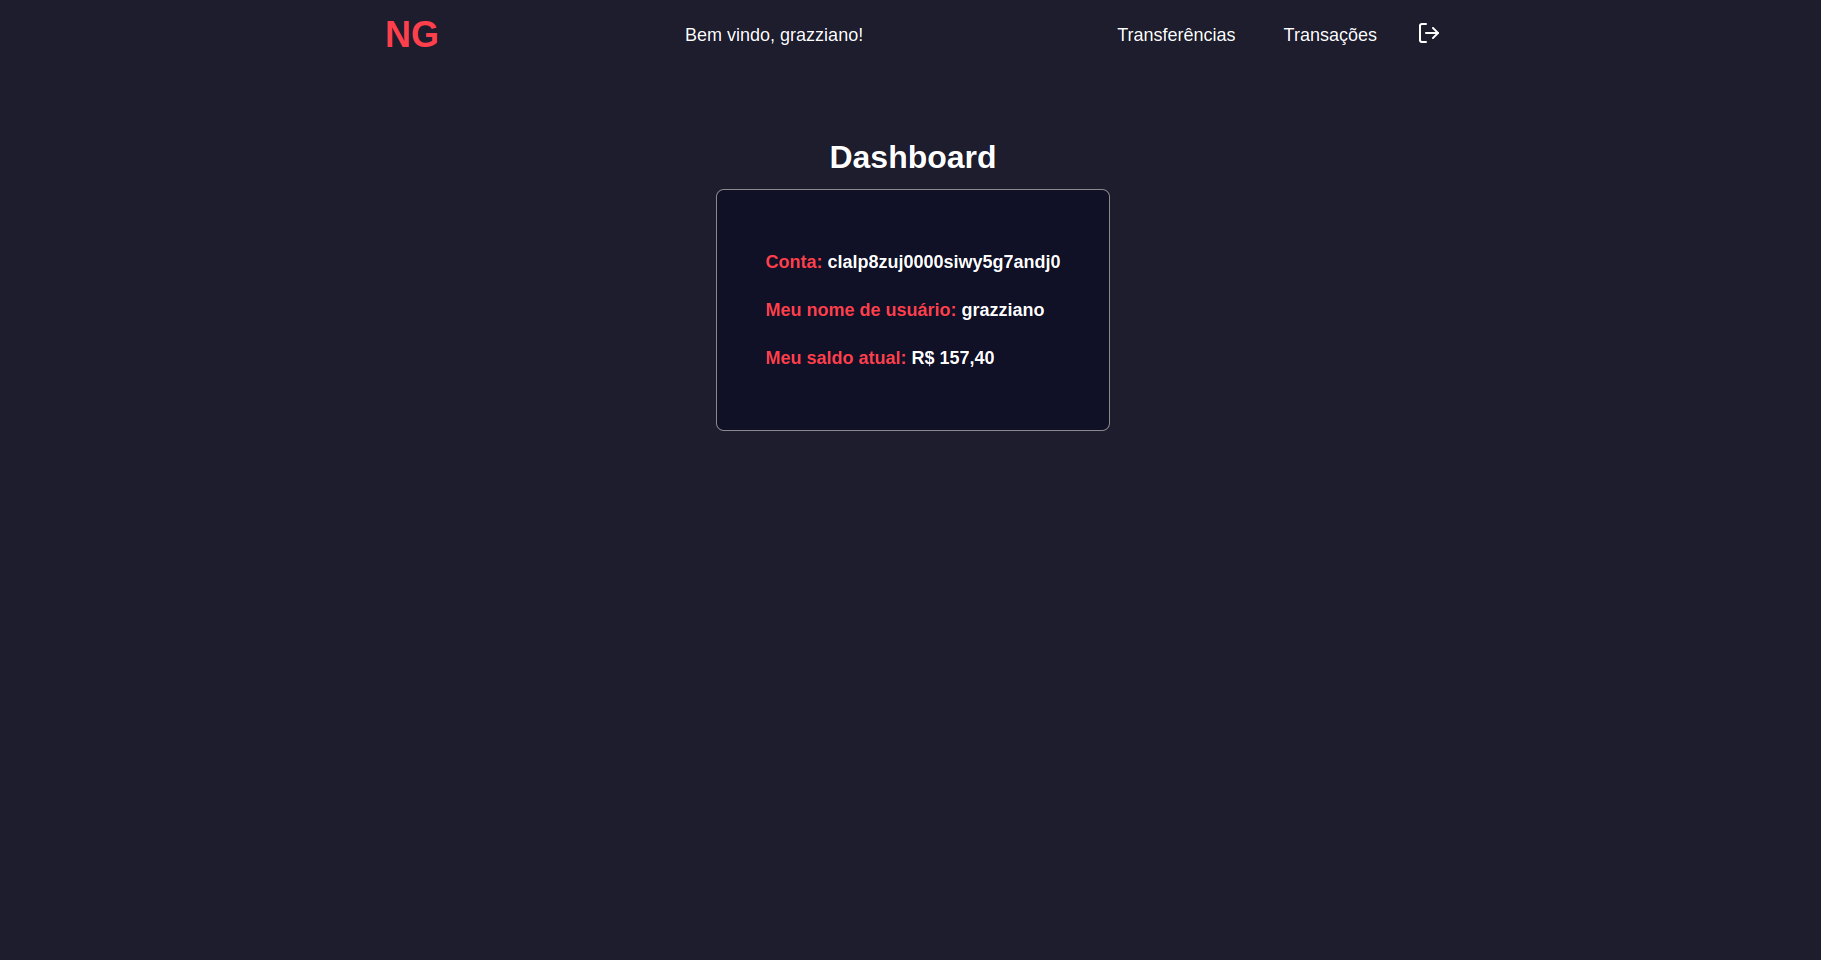 NG
Bem vindo, grazziano!
Transferências
Transações
Dashboard
Conta: clalp8zuj0000siwy5g7andj0
Meu nome de usuário: grazziano
Meu saldo atual: R$ 157,40